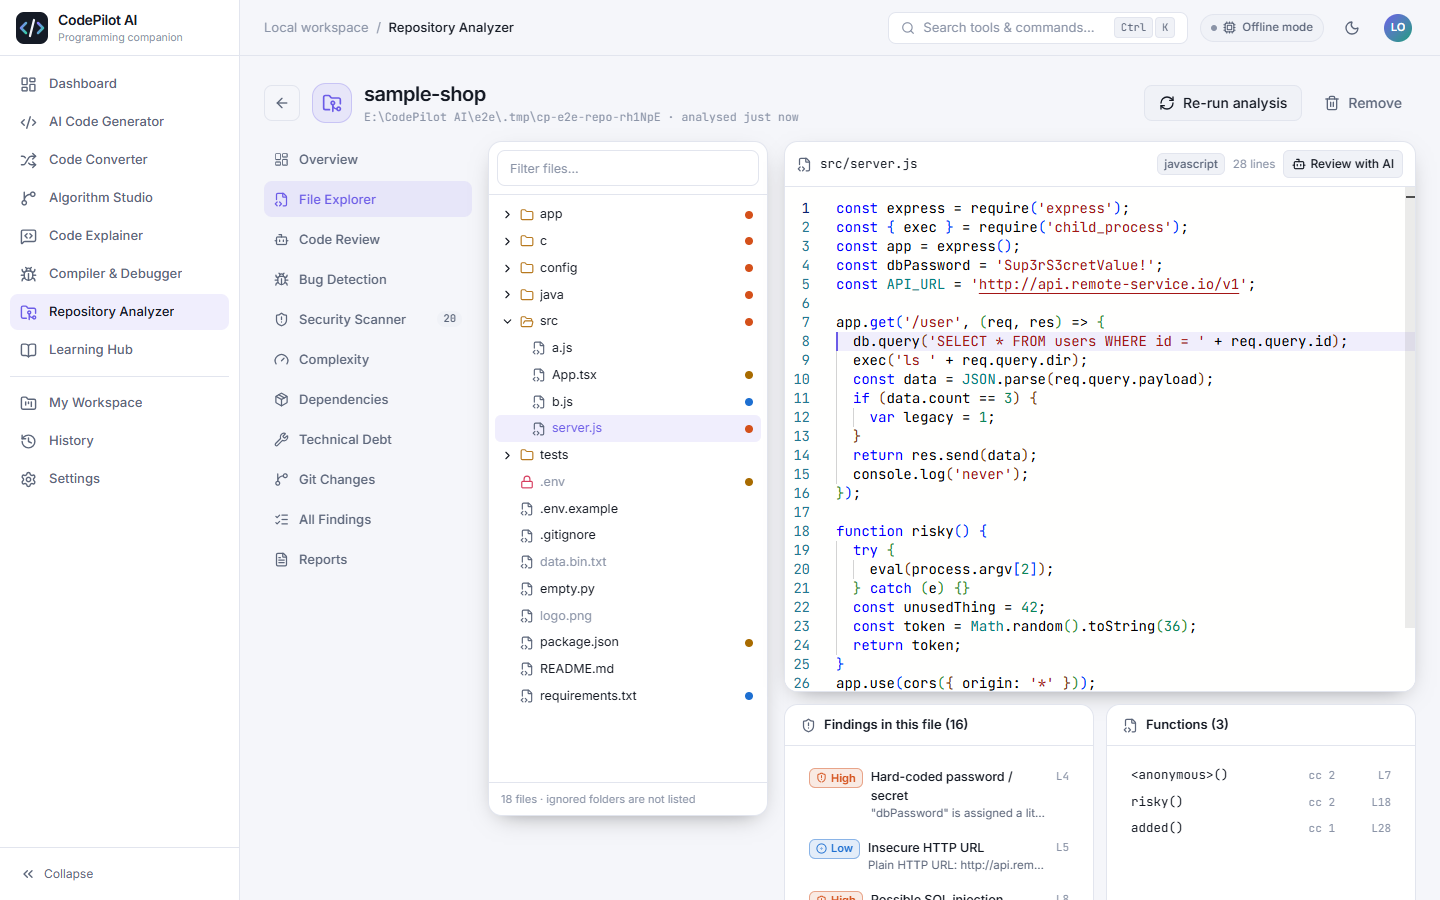 CodePilot AI
Programming companion
Local workspace / Repository Analyzer
Search tools & commands... Ctrl K
Offline mode
LO
Dashboard
AI Code Generator
Code Converter
Algorithm Studio
Code Explainer
Compiler & Debugger
Repository Analyzer
Learning Hub
My Workspace
History
Settings
Collapse
sample-shop
E:\CodePilot AI\e2e\.tmp\cp-e2e-repo-rh1NpE · analysed just now
Re-run analysis
Remove
Overview
File Explorer
Code Review
Bug Detection
Security Scanner 20
Complexity
Dependencies
Technical Debt
Git Changes
All Findings
Reports
Filter files...
app
c
config
java
src
a.js
App.tsx
b.js
server.js
tests
.env
.env.example
.gitignore
data.bin.txt
empty.py
logo.png
package.json
README.md
requirements.txt
18 files · ignored folders are not listed
src/server.js
javascript 28 lines Review with AI
1 const express = require('express');
2 const { exec } = require('child_process');
3 const app = express();
4 const dbPassword = 'Sup3rS3cretValue!';
5 const API_URL = 'http://api.remote-service.io/v1';
6
7 app.get('/user', (req, res) => {
8 db.query('SELECT * FROM users WHERE id = ' + req.query.id);
9 exec('ls ' + req.query.dir);
10 const data = JSON.parse(req.query.payload);
11 if (data.count == 3) {
12 var legacy = 1;
13 }
14 return res.send(data);
15 console.log('never');
16 });
17
18 function risky() {
19 try {
20 eval(process.argv[2]);
21 } catch (e) {}
22 const unusedThing = 42;
23 const token = Math.random().toString(36);
24 return token;
25 }
26 app.use(cors({ origin: '*' }));
Findings in this file (16)
High Hard-coded password / secret L4
"dbPassword" is assigned a lit...
Low Insecure HTTP URL L5
Plain HTTP URL: http://api.rem...
High Possible SQL injection L8
Functions (3)
<anonymous>() cc 2 L7
risky() cc 2 L18
added() cc 1 L28